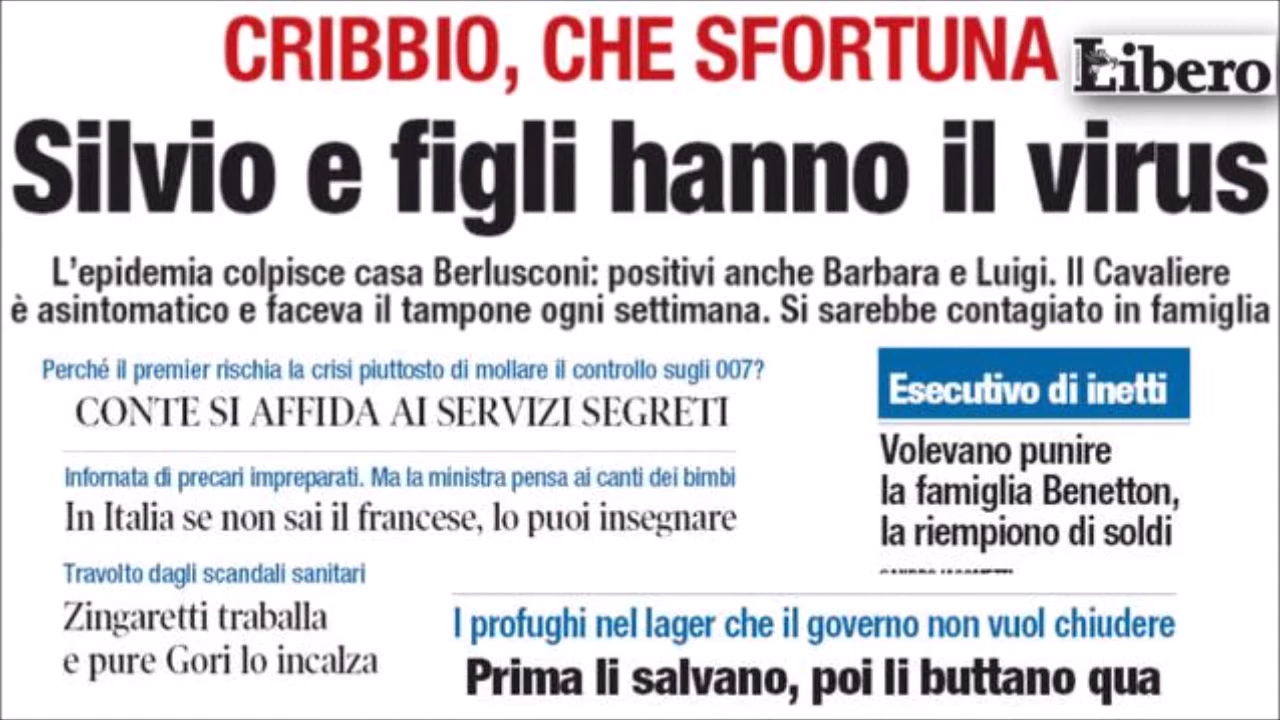 CRIBBIO, CHE SFORTUNA
Libero
Silvio e figli hanno il virus
L'epidemia colpisce casa Berlusconi: positivi anche Barbara e Luigi. Il Cavaliere
è asintomatico e faceva il tampone ogni settimana. Si sarebbe contagiato in famiglia
Perché il premier rischia la crisi piuttosto di mollare il controllo sugli 007?
CONTE SI AFFIDA AI SERVIZI SEGRETI
Infornata di precari impreparati. Ma la ministra pensa ai canti dei bimbi
In Italia se non sai il francese, lo puoi insegnare
Travolto dagli scandali sanitari
Zingaretti traballa
e pure Gori lo incalza
Esecutivo di inetti
Volevano punire
la famiglia Benetton,
la riempiono di soldi
I profughi nel lager che il governo non vuol chiudere
Prima li salvano, poi li buttano qua